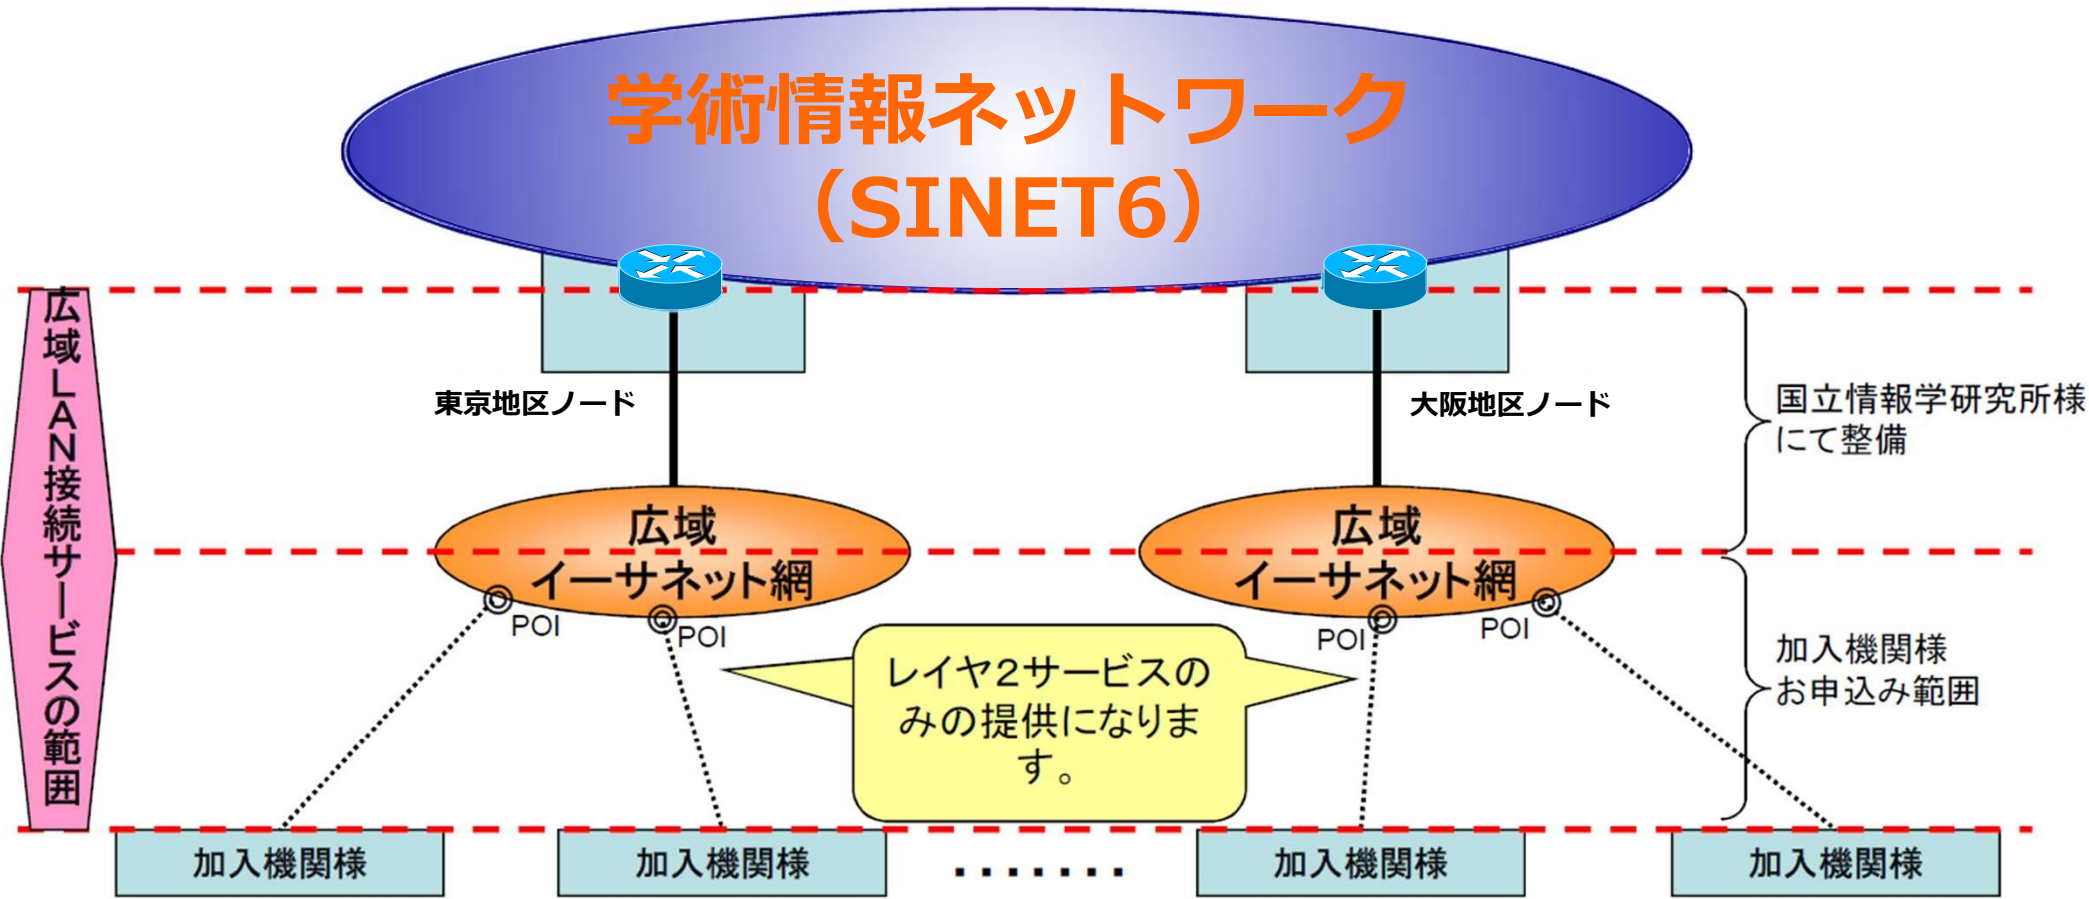 学術情報ネットワーク
（SINET6）
広域LAN接続サービスの範囲
東京地区ノード
大阪地区ノード
国立情報学研究所様
にて整備
広域
イーサネット網
広域
イーサネット網
POI
POI
POI
POI
レイヤ２サービスの
みの提供になりま
す。
加入機関様
お申込み範囲
加入機関様
加入機関様
・・・・・・・
加入機関様
加入機関様